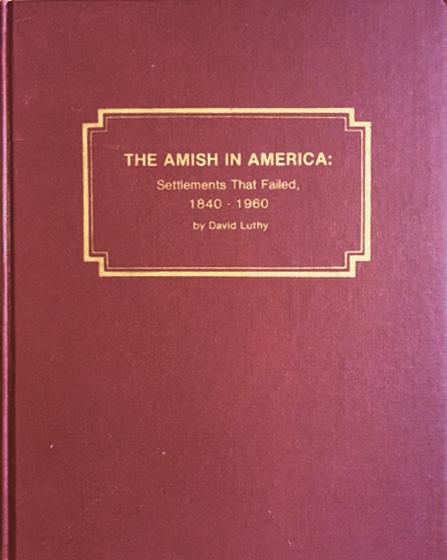 THE AMISH IN AMERICA:
Settlements That Failed,
1840 - 1960
by David Luthy